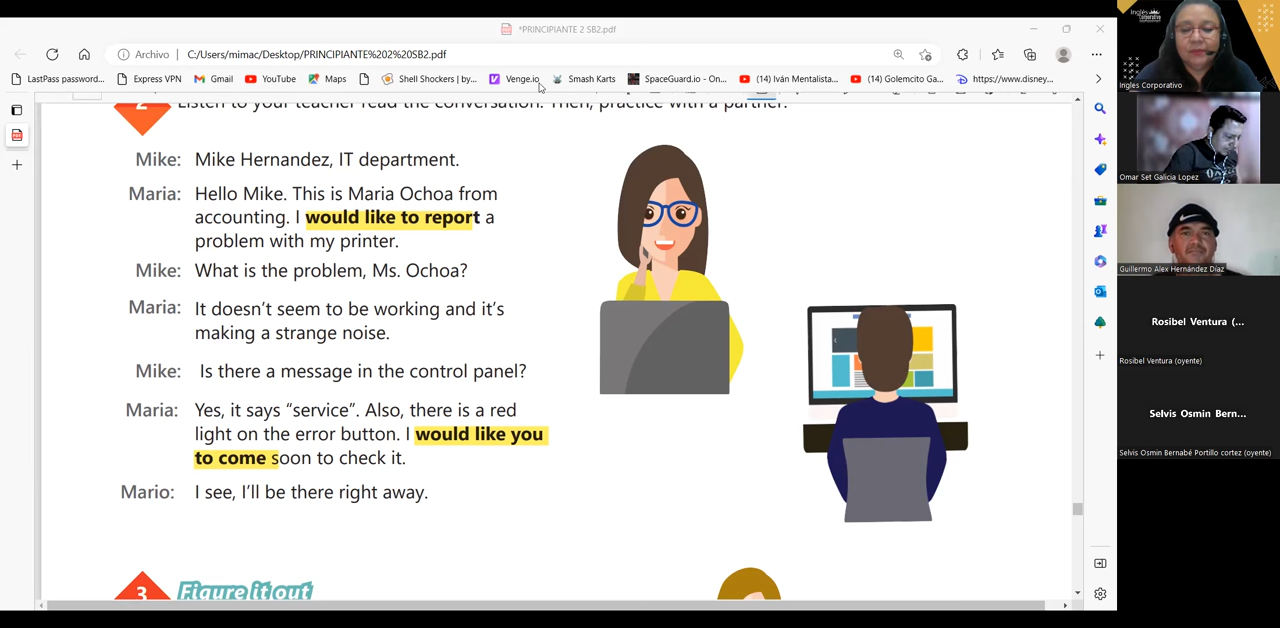 *PRINCIPIANTE 2 SB2.pdf
Archivo
C:/Users/mimac/Desktop/PRINCIPIANTE%202%20SB2.pdf
LastPass password...
Express VPN
Gmail
YouTube
Maps
Shell Shockers | by...
Venge.io
Smash Karts
SpaceGuard.io - On...
(14) Iván Mentalista...
(14) Golemcito Ga...
https://www.disney...
2
Listen to your teacher read the conversation. Then, practice with a partner.
Mike: Mike Hernandez, IT department.
Maria: Hello Mike. This is Maria Ochoa from
accounting. I would like to report a
problem with my printer.
Mike: What is the problem, Ms. Ochoa?
Maria: It doesn't seem to be working and it's
making a strange noise.
Mike: Is there a message in the control panel?
Maria: Yes, it says “service”. Also, there is a red
light on the error button. I would like you
to come soon to check it.
Mario: I see, I'll be there right away.
3
Figure it out
Inglés
Corporativo
Ingles Corporativo
Omar Set Galicia Lopez
Guillermo Alex Hernández Díaz
Rosibel Ventura (...
Rosibel Ventura (oyente)
Selvis Osmin Bern...
Selvis Osmin Bernabé Portillo cortez (oyente)